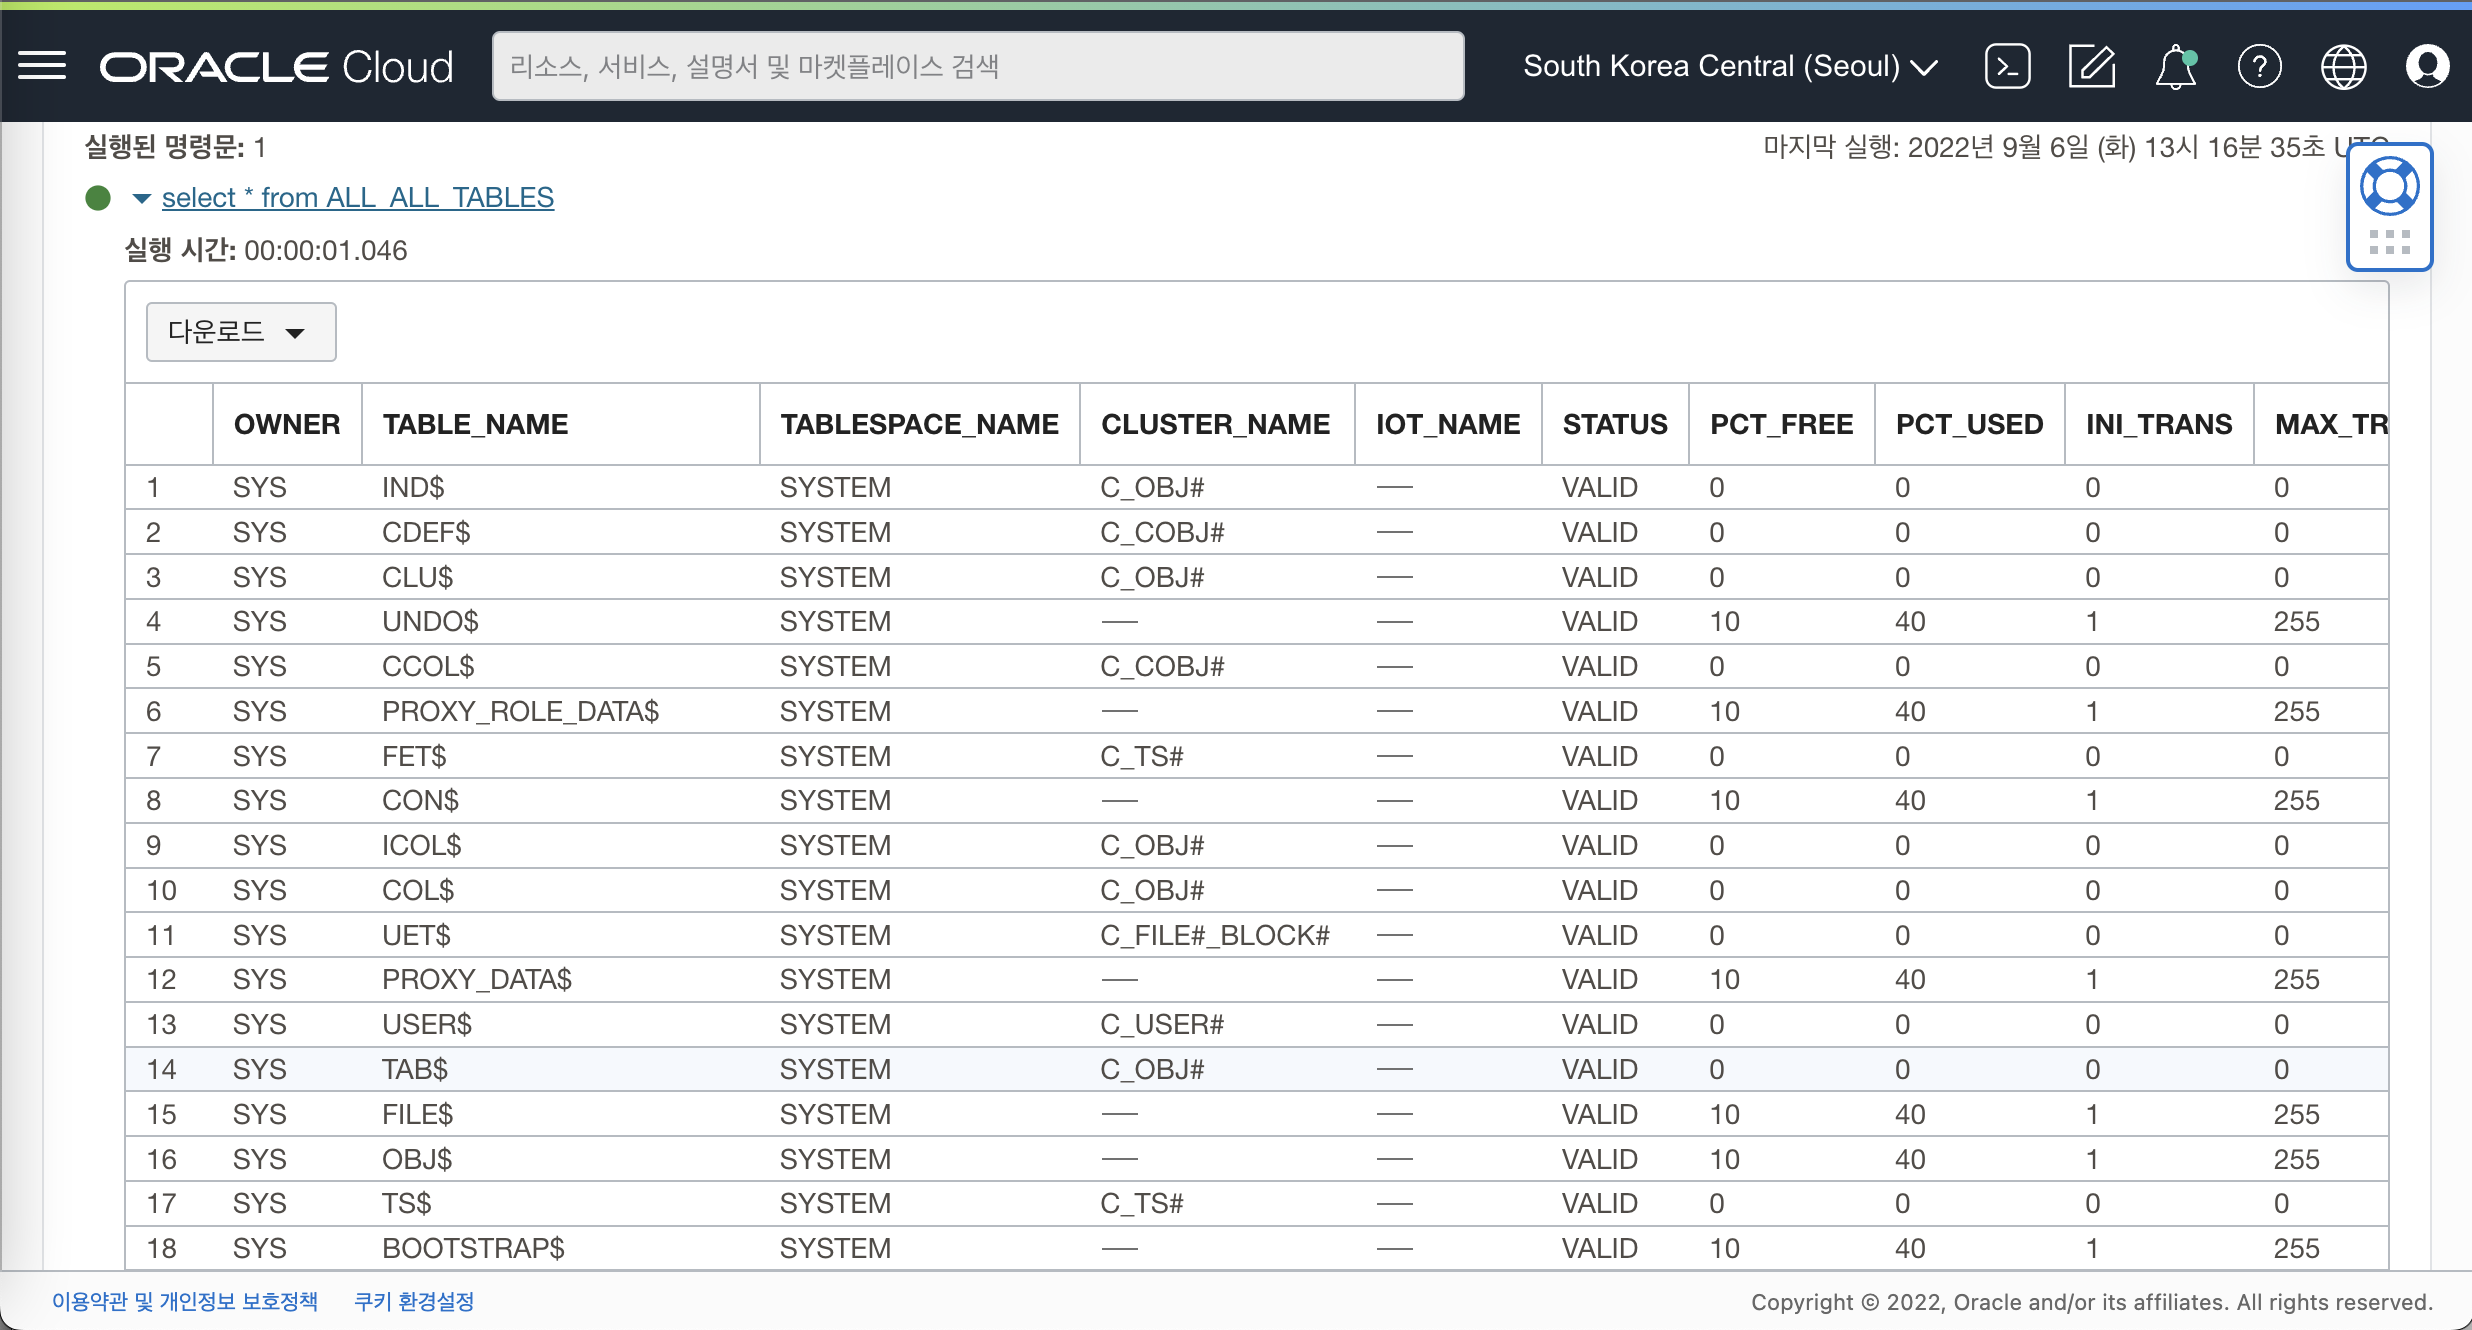 ORACLE Cloud 리소스, 서비스, 설명서 및 마켓플레이스 검색 South Korea Central (Seoul)
실행된 명령문: 1 마지막 실행: 2022년 9월 6일 (화) 13시 16분 35초 UTC
select * from ALL_ALL_TABLES
실행 시간: 00:00:01.046
다운로드
OWNER TABLE_NAME TABLESPACE_NAME CLUSTER_NAME IOT_NAME STATUS PCT_FREE PCT_USED INI_TRANS MAX_TR
1 SYS IND$ SYSTEM C_OBJ# — VALID 0 0 0 0
2 SYS CDEF$ SYSTEM C_COBJ# — VALID 0 0 0 0
3 SYS CLU$ SYSTEM C_OBJ# — VALID 0 0 0 0
4 SYS UNDO$ SYSTEM — — VALID 10 40 1 255
5 SYS CCOL$ SYSTEM C_COBJ# — VALID 0 0 0 0
6 SYS PROXY_ROLE_DATA$ SYSTEM — — VALID 10 40 1 255
7 SYS FET$ SYSTEM C_TS# — VALID 0 0 0 0
8 SYS CON$ SYSTEM — — VALID 10 40 1 255
9 SYS ICOL$ SYSTEM C_OBJ# — VALID 0 0 0 0
10 SYS COL$ SYSTEM C_OBJ# — VALID 0 0 0 0
11 SYS UET$ SYSTEM C_FILE#_BLOCK# — VALID 0 0 0 0
12 SYS PROXY_DATA$ SYSTEM — — VALID 10 40 1 255
13 SYS USER$ SYSTEM C_USER# — VALID 0 0 0 0
14 SYS TAB$ SYSTEM C_OBJ# — VALID 0 0 0 0
15 SYS FILE$ SYSTEM — — VALID 10 40 1 255
16 SYS OBJ$ SYSTEM — — VALID 10 40 1 255
17 SYS TS$ SYSTEM C_TS# — VALID 0 0 0 0
18 SYS BOOTSTRAP$ SYSTEM — — VALID 10 40 1 255
이용약관 및 개인정보 보호정책 쿠키 환경설정 Copyright © 2022, Oracle and/or its affiliates. All rights reserved.